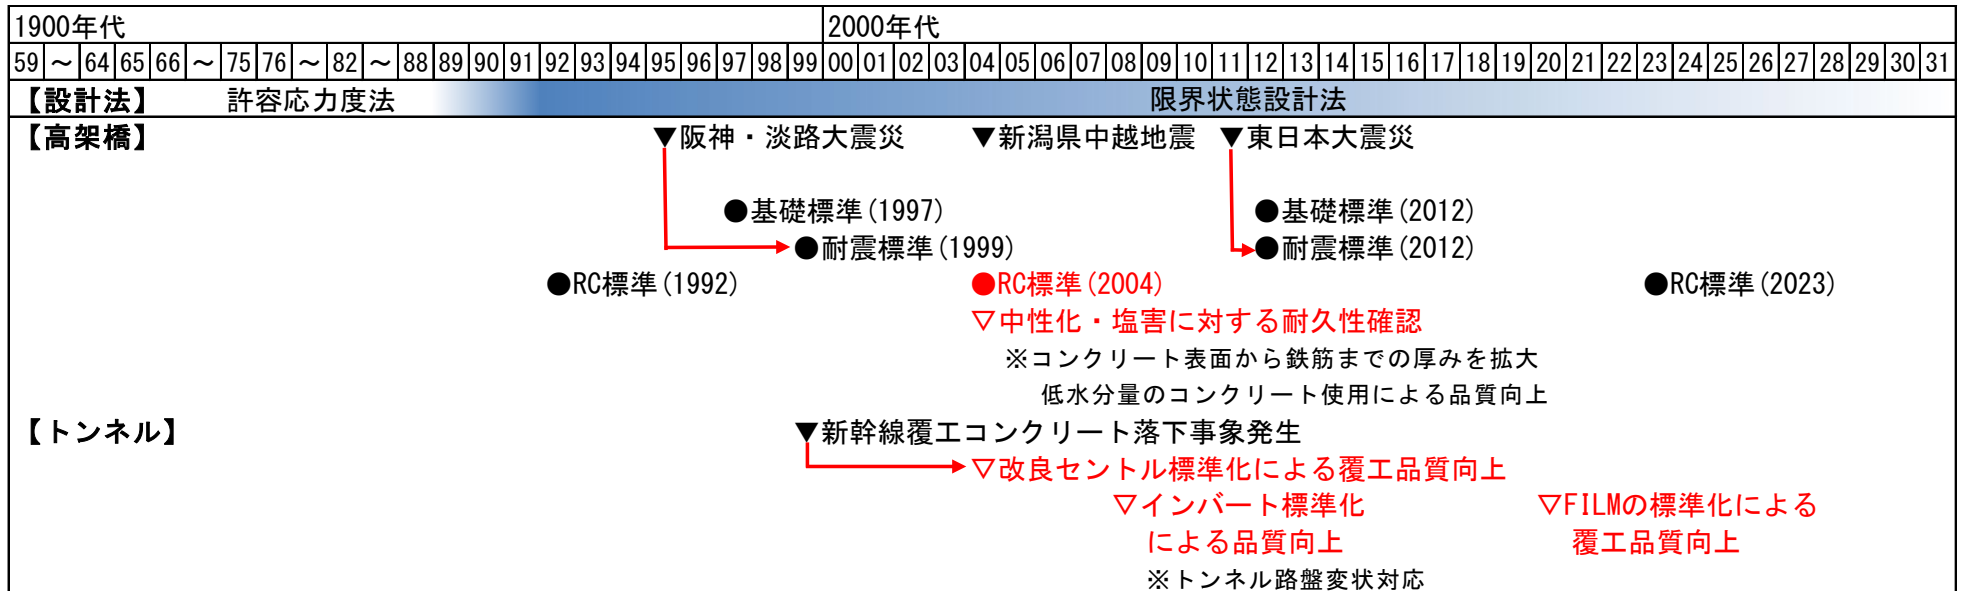 1900年代 2000年代
59 ～ 64 65 66 ～ 75 76 ～ 82 ～ 88 89 90 91 92 93 94 95 96 97 98 99 00 01 02 03 04 05 06 07 08 09 10 11 12 13 14 15 16 17 18 19 20 21 22 23 24 25 26 27 28 29 30 31
【設計法】 許容応力度法 限界状態設計法
【高架橋】 ▼阪神・淡路大震災 ▼新潟県中越地震 ▼東日本大震災
●基礎標準(1997) ●基礎標準(2012)
●耐震標準(1999) ●耐震標準(2012)
●RC標準(1992) ●RC標準(2004) ●RC標準(2023)
▽中性化・塩害に対する耐久性確認
※コンクリート表面から鉄筋までの厚みを拡大
低水分量のコンクリート使用による品質向上
【トンネル】 ▼新幹線覆工コンクリート落下事象発生
▽改良セントル標準化による覆工品質向上
▽インバート標準化 ▽FILMの標準化による
による品質向上 覆工品質向上
※トンネル路盤変状対応